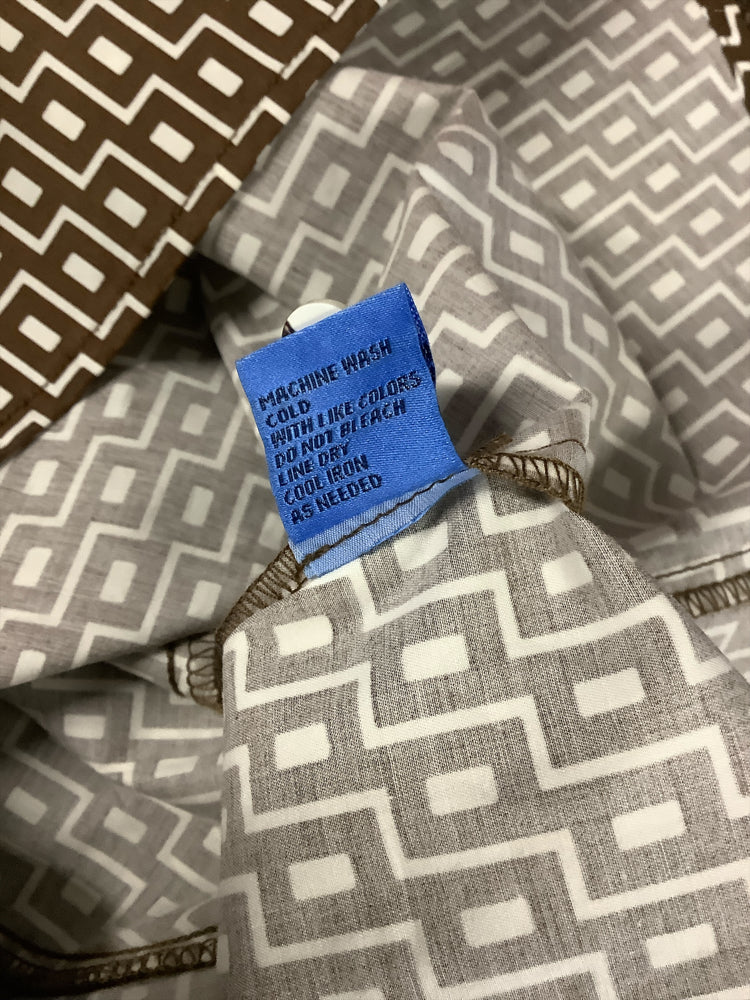 MACHINE WASH
COLD
WITH LIKE COLORS
DO NOT BLEACH
LINE DRY
COOL IRON
AS NEEDED